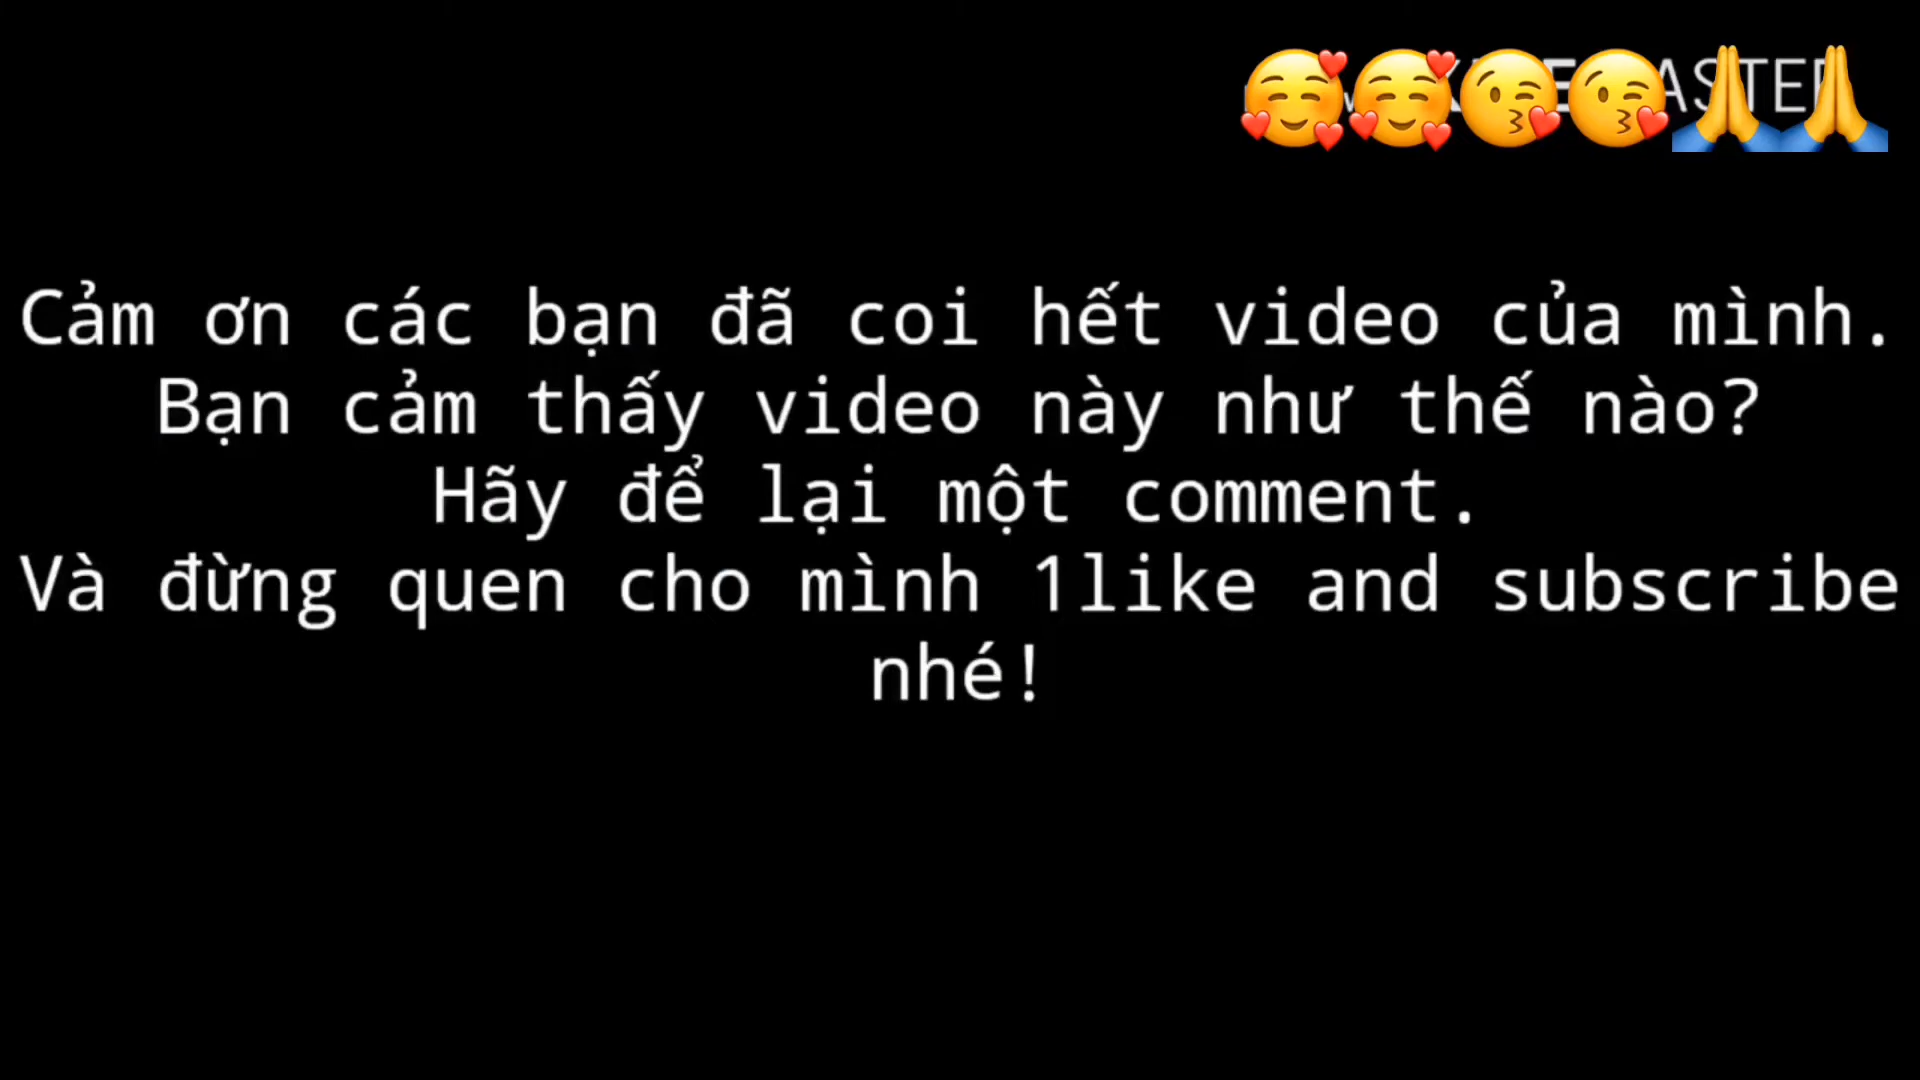 🥰🥰😘😘🙏🙏
Cảm ơn các bạn đã coi hết video của mình.
Bạn cảm thấy video này như thế nào?
Hãy để lại một comment.
Và đừng quen cho mình 1like and subscribe
nhé!